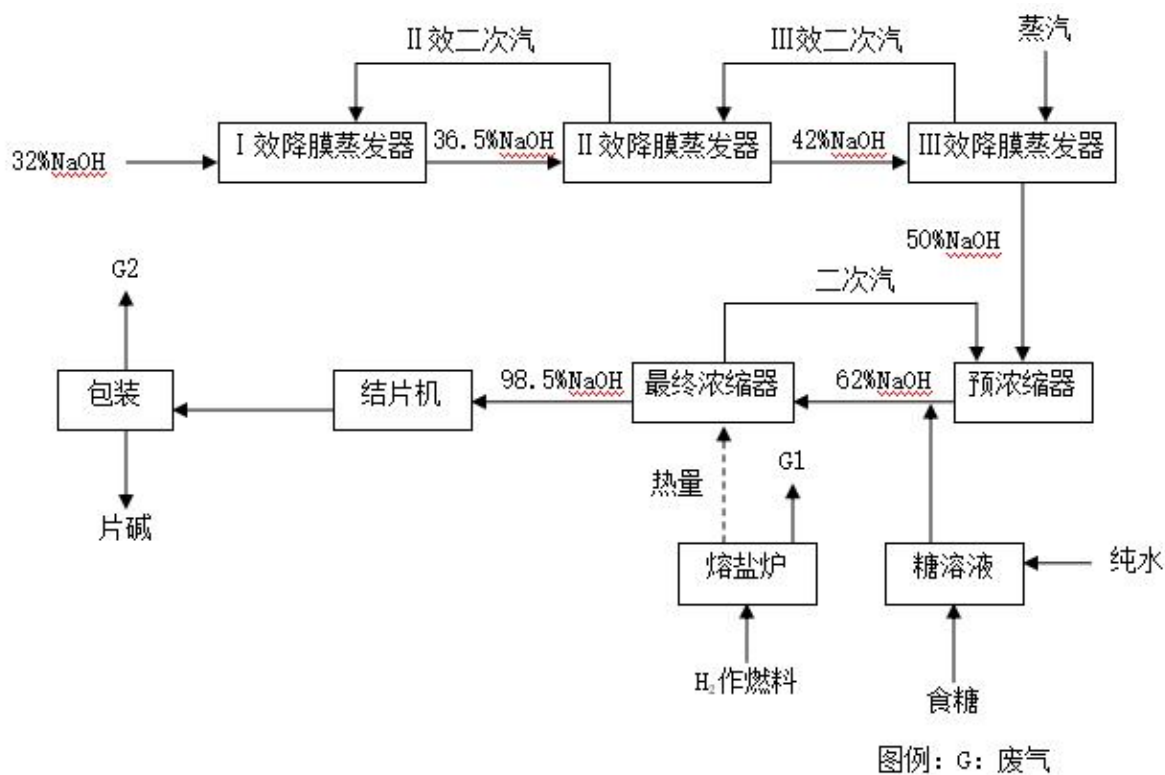 Ⅱ效二次汽
Ⅲ效二次汽
蒸汽
32%NaOH
Ⅰ效降膜蒸发器
36.5%NaOH
Ⅱ效降膜蒸发器
42%NaOH
Ⅲ效降膜蒸发器
50%NaOH
G2
二次汽
包装
结片机
98.5%NaOH
最终浓缩器
62%NaOH
预浓缩器
片碱
热量
G1
熔盐炉
糖溶液
纯水
H₂作燃料
食糖
图例：G：废气